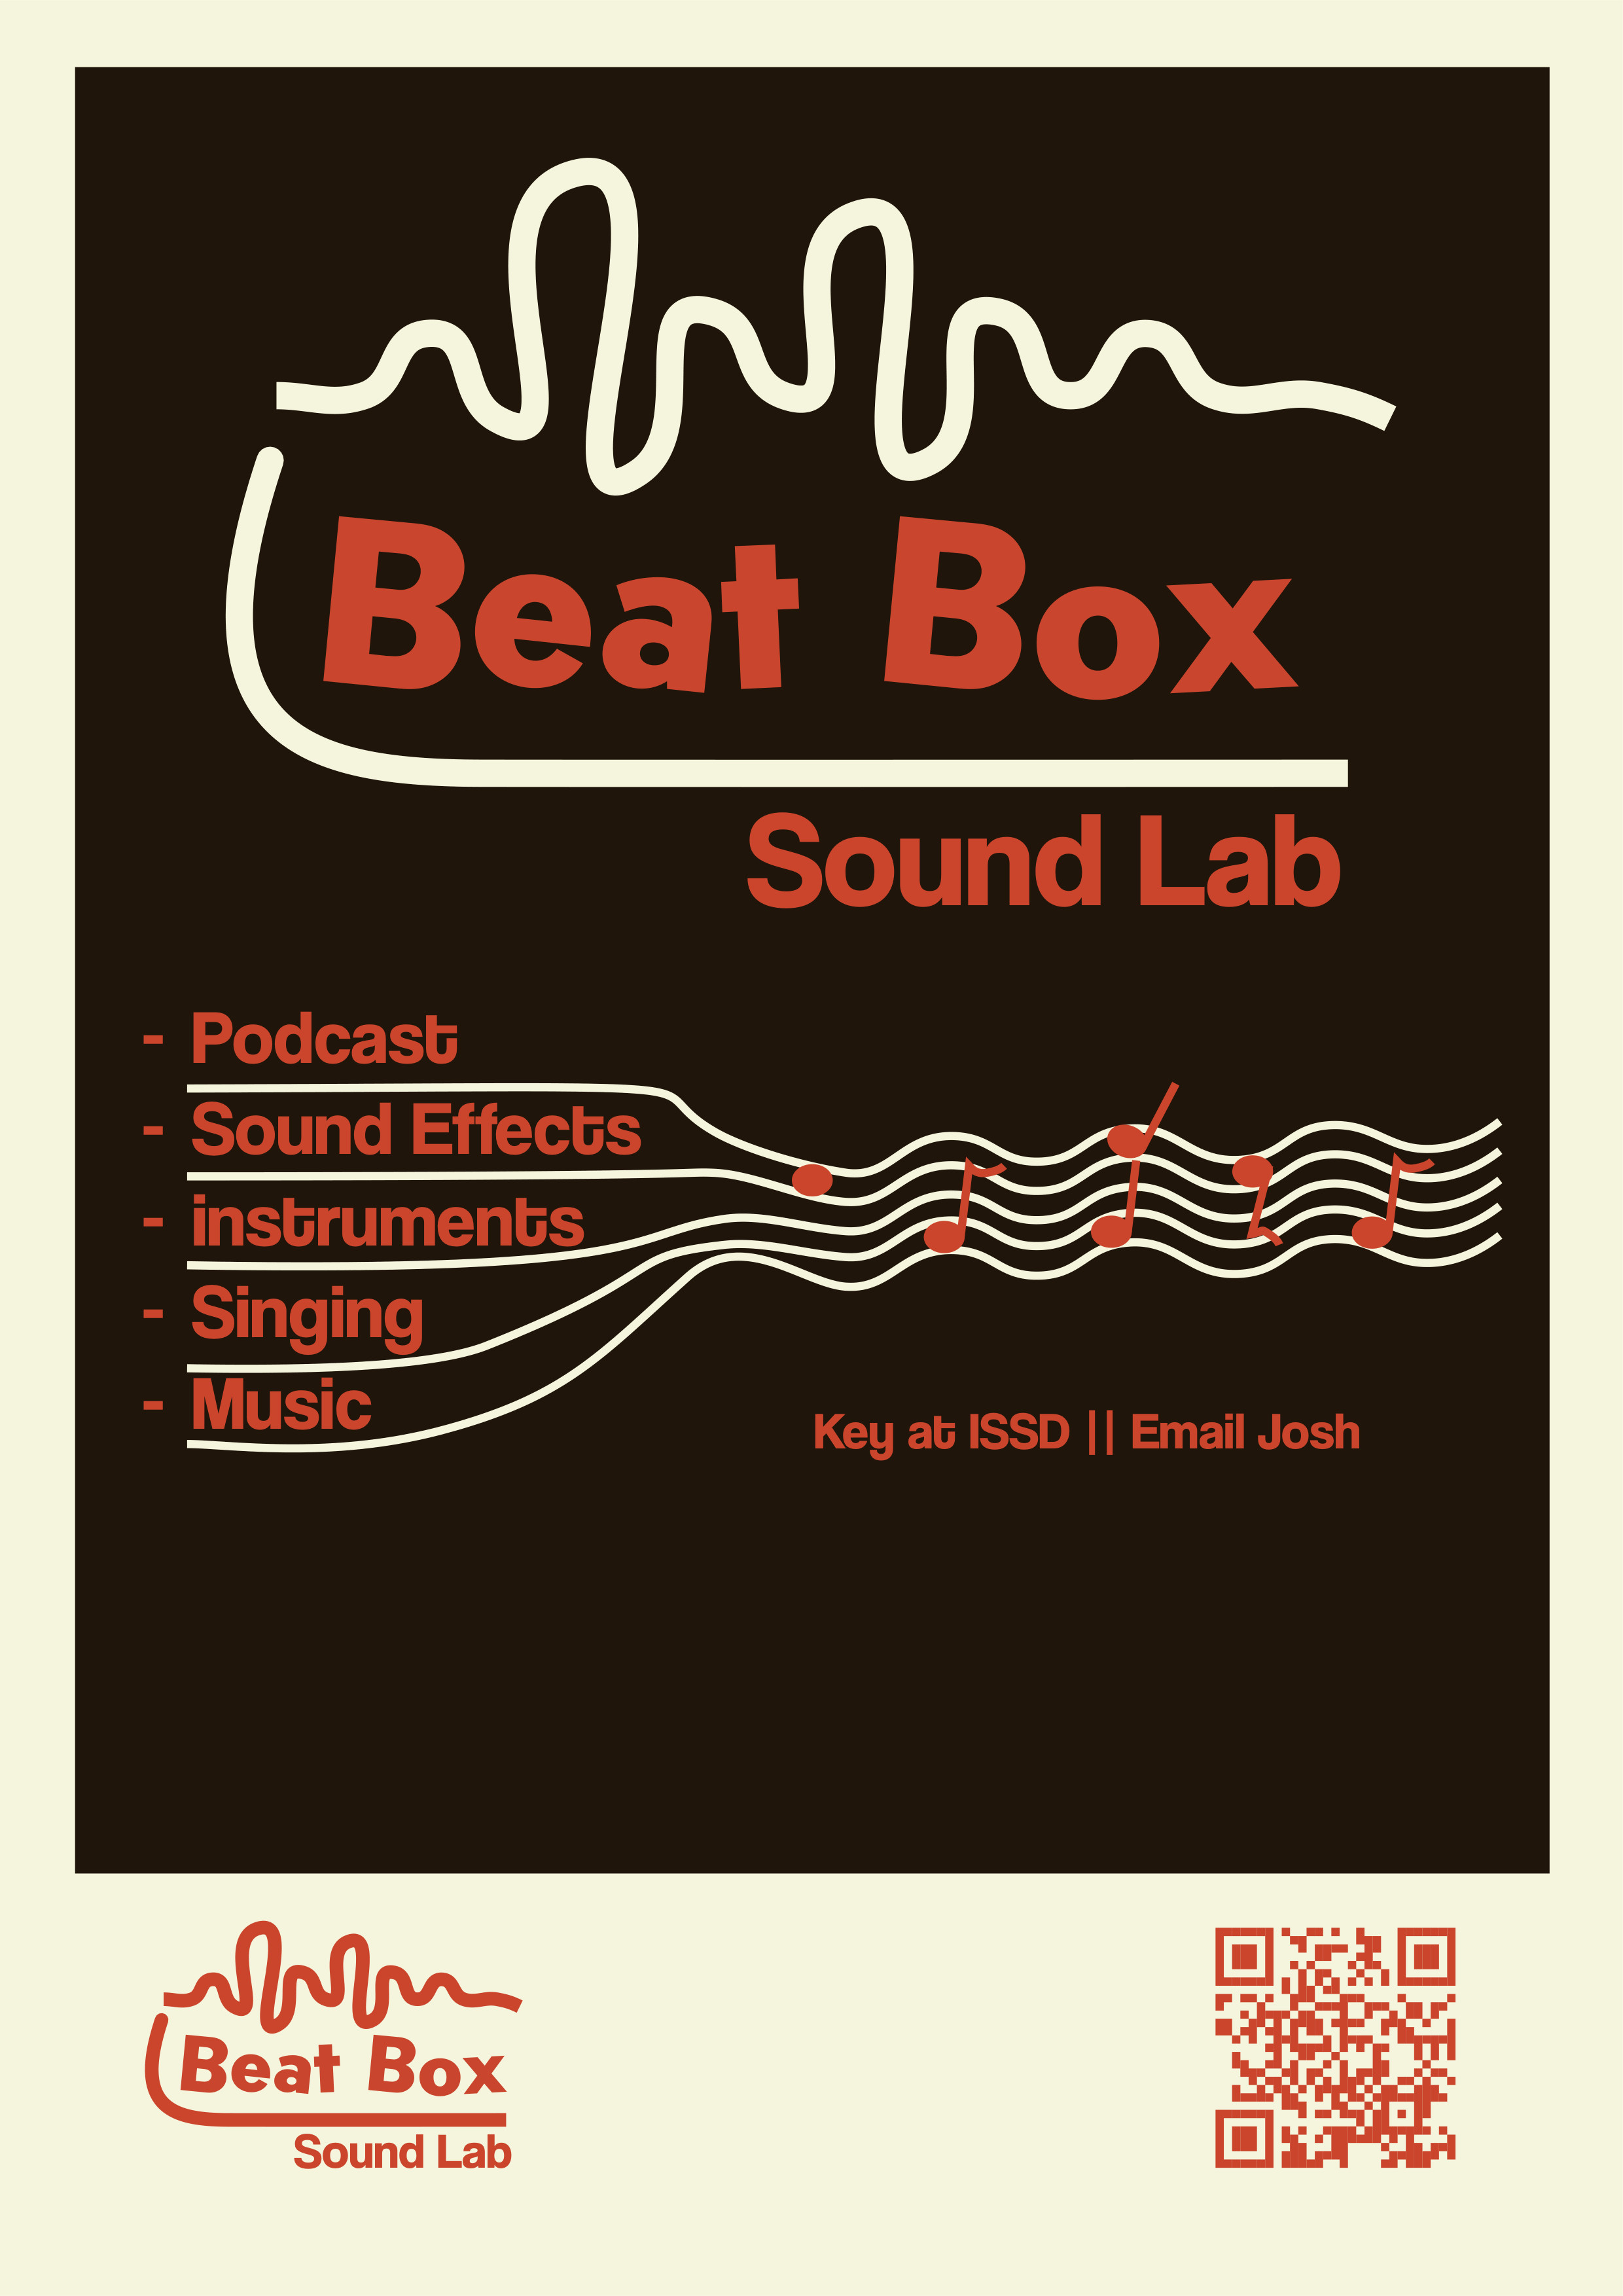 Beat Box
Sound Lab
- Podcast
- Sound Effects
- instruments
- Singing
- Music
Key at ISSD || Email Josh
Beat Box
Sound Lab